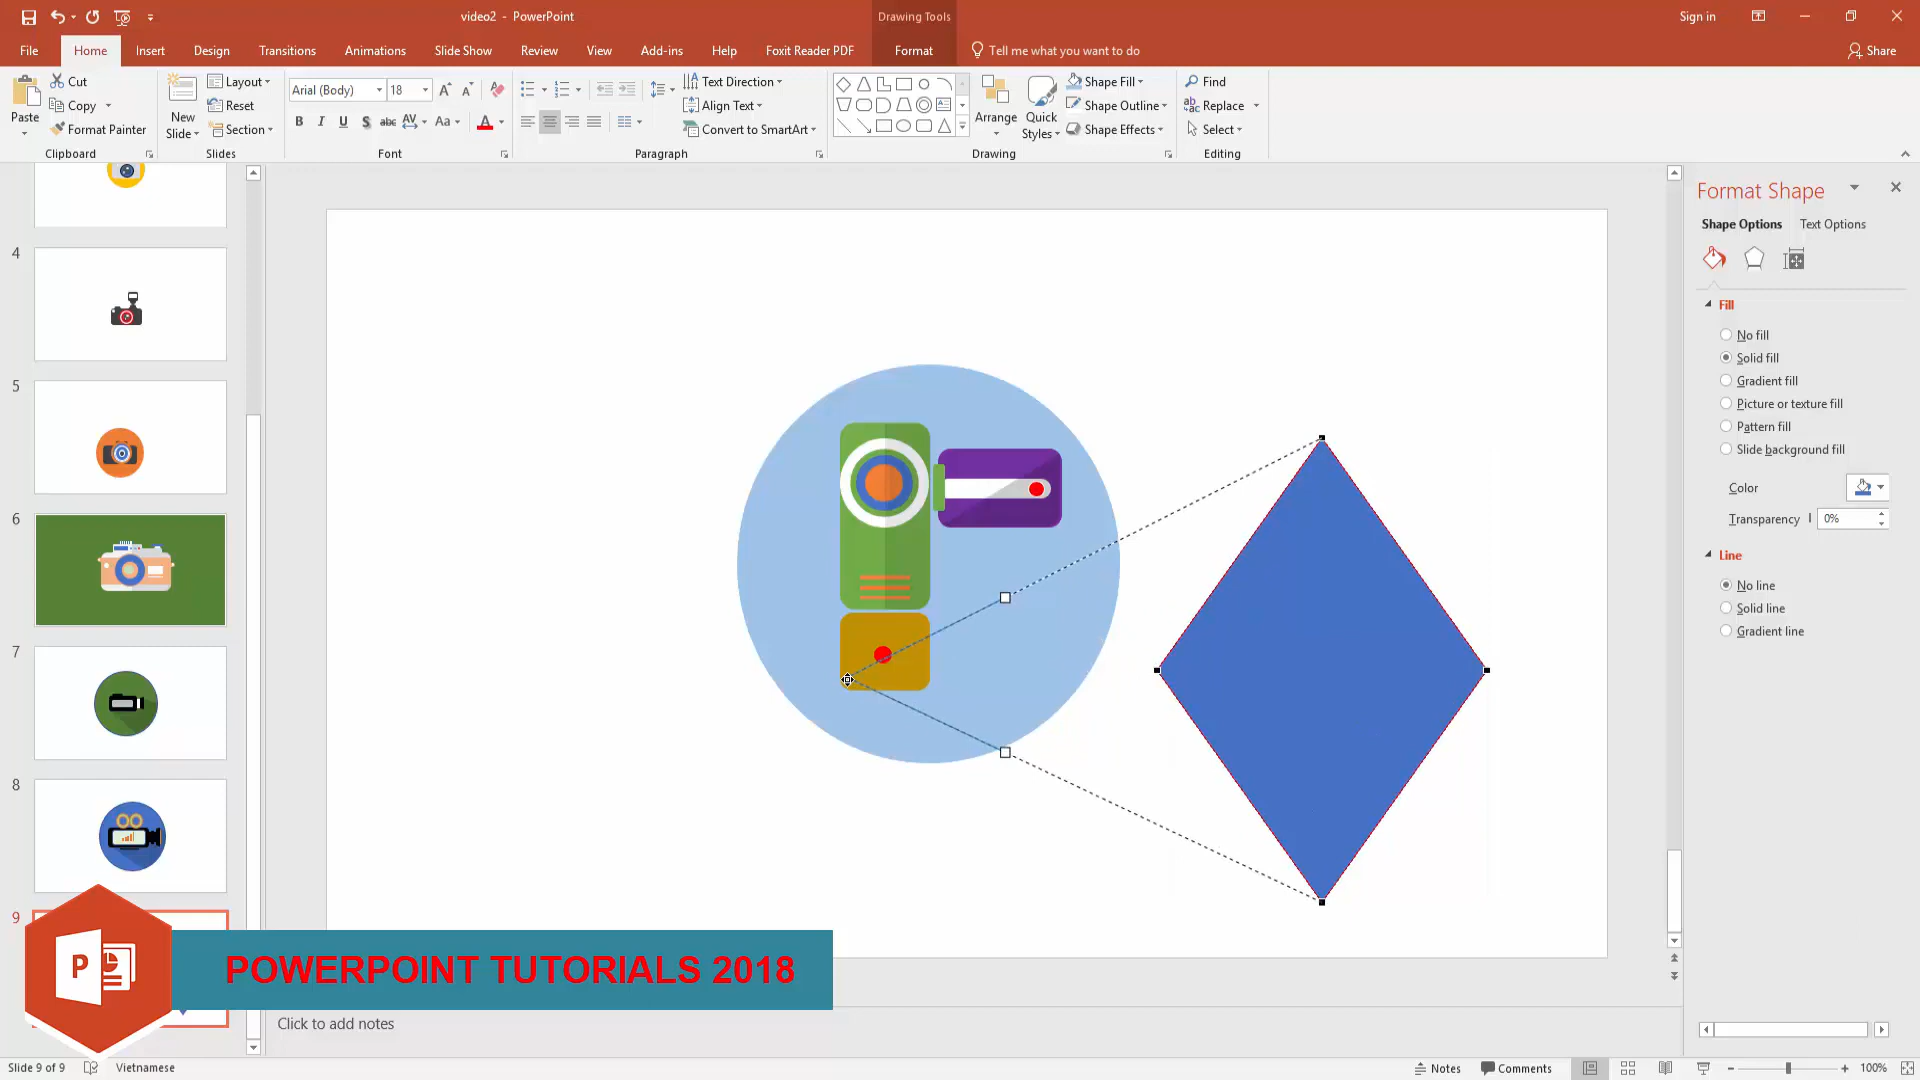 video2 - PowerPoint
Drawing Tools
Sign in
File
Home
Insert
Design
Transitions
Animations
Slide Show
Review
View
Add-ins
Help
Foxit Reader PDF
Format
Tell me what you want to do
Share
Paste
Cut
Copy
Format Painter
Clipboard
New Slide
Layout
Reset
Section
Slides
Arial (Body)
18
B I U S abc AV Aa A
Font
Text Direction
Align Text
Convert to SmartArt
Paragraph
Arrange
Quick Styles
Shape Fill
Shape Outline
Shape Effects
Drawing
Find
Replace
Select
Editing
4
5
6
7
8
9
Format Shape
Shape Options
Text Options
Fill
No fill
Solid fill
Gradient fill
Picture or texture fill
Pattern fill
Slide background fill
Color
Transparency
0%
Line
No line
Solid line
Gradient line
P
POWERPOINT TUTORIALS 2018
Click to add notes
Slide 9 of 9
Vietnamese
Notes
Comments
100%